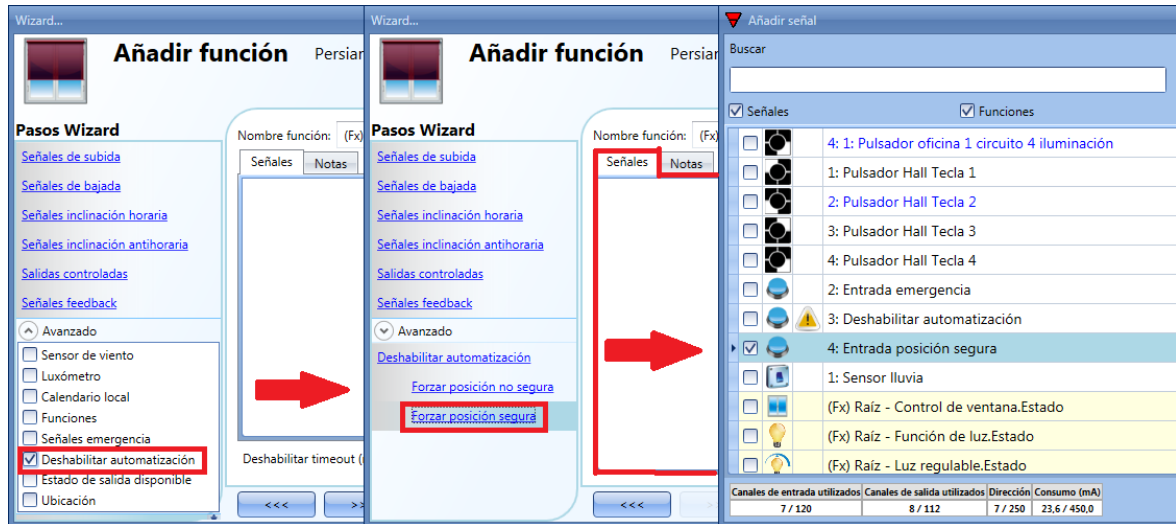 Wizard...
Añadir función
Persian
Pasos Wizard
Señales de subida
Señales de bajada
Señales inclinación horaria
Señales inclinación antihoraria
Salidas controladas
Señales feedback
Avanzado
Sensor de viento
Luxómetro
Calendario local
Funciones
Señales emergencia
Deshabilitar automatización
Estado de salida disponible
Ubicación
Nombre función: (Fx)
Señales Notas
Deshabilitar timeout (
<<< >>
Wizard...
Añadir función
Persian
Pasos Wizard
Señales de subida
Señales de bajada
Señales inclinación horaria
Señales inclinación antihoraria
Salidas controladas
Señales feedback
Avanzado
Deshabilitar automatización
Forzar posición no segura
Forzar posición segura
Nombre función: (Fx)
Señales Notas
<<<
Añadir señal
Buscar
Señales Funciones
4: 1: Pulsador oficina 1 circuito 4 iluminación
1: Pulsador Hall Tecla 1
2: Pulsador Hall Tecla 2
3: Pulsador Hall Tecla 3
4: Pulsador Hall Tecla 4
2: Entrada emergencia
3: Deshabilitar automatización
4: Entrada posición segura
1: Sensor lluvia
(Fx) Raíz - Control de ventana.Estado
(Fx) Raíz - Función de luz.Estado
(Fx) Raíz - Luz regulable.Estado
Canales de entrada utilizados Canales de salida utilizados Dirección Consumo (mA)
7 / 120 8 / 112 7 / 250 23,6 / 450,0